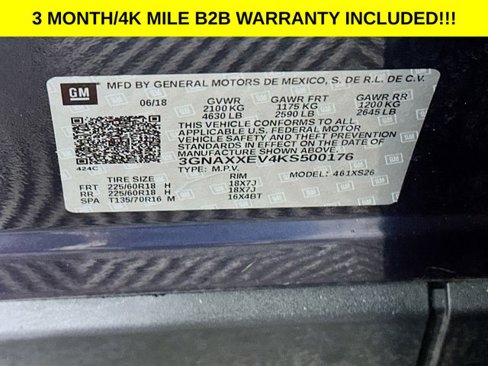 3 MONTH/4K MILE B2B WARRANTY INCLUDED!!!
MFD BY GENERAL MOTORS DE MEXICO, S. DE R.L. DE C.V.
GM
06/18 GVWR GAWR FRT GAWR RR
2100 KG 1175 KG 1200 KG
4630 LB 2590 LB 2645 LB
THIS VEHICLE CONFORMS TO ALL
APPLICABLE U.S. FEDERAL MOTOR
VEHICLE SAFETY AND THEFT PREVENTION
STANDARDS IN EFFECT ON THE DATE OF
MANUFACTURE SHOWN ABOVE.
3GNAXXEV4KS500176
424C TYPE: M.P.V. MODEL: 461XS26
TIRE SIZE RIM
FRT 225/60R18 H 18X7J
RR 225/60R18 H 18X7J
SPA T135/70R16 M 16X4BT